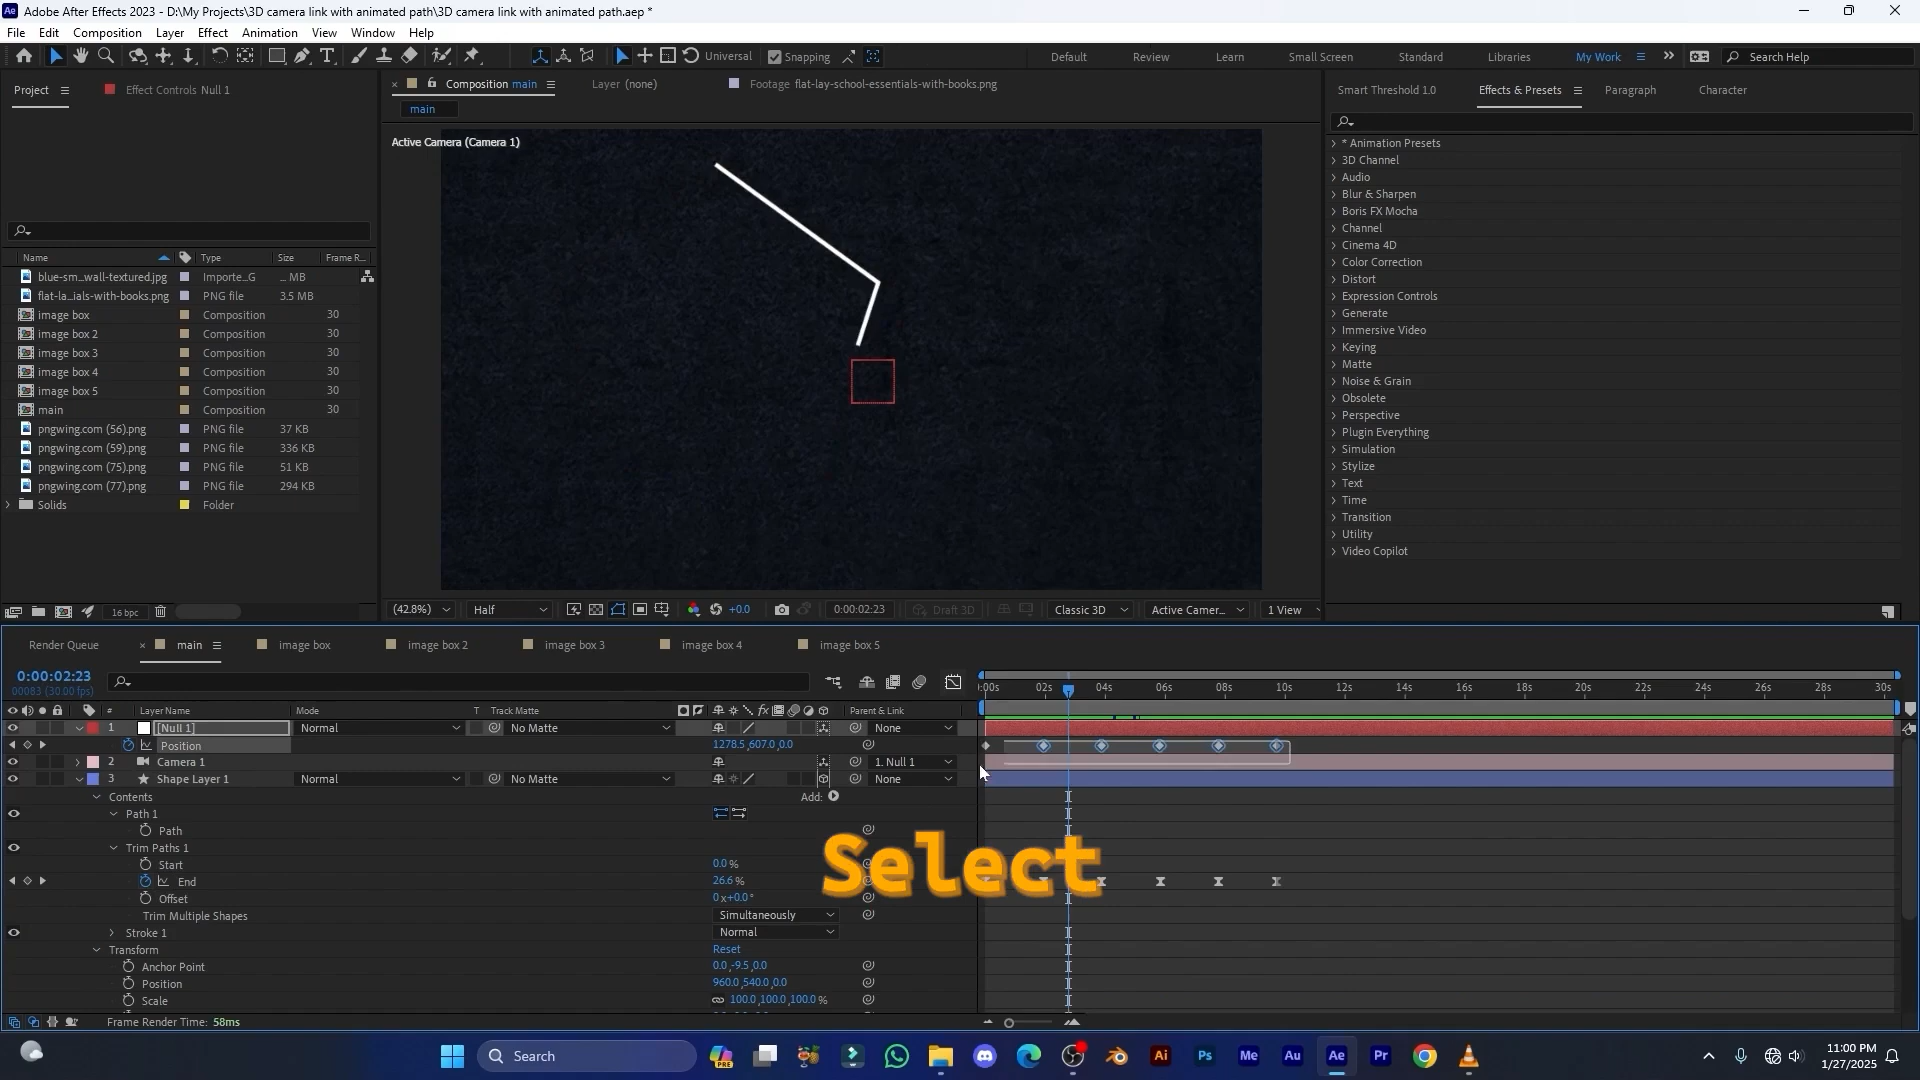 Adobe After Effects 2023 - D:\My Projects\3D camera link with animated path\3D camera link with animated path.aep *
File Edit Composition Layer Effect Animation View Window Help
Universal Snapping Default Review Learn Small Screen Standard Libraries My Work Search Help
Project Effect Controls Null 1
Composition main Layer (none) Footage flat-lay-school-essentials-with-books.png
Smart Threshold 1.0 Effects & Presets Paragraph Character
main
Active Camera (Camera 1)
Name Type Size Frame R...
blue-sm...wall-textured.jpg Importe...G ... MB
flat-la...ials-with-books.png PNG file 3.5 MB
image box Composition 30
image box 2 Composition 30
image box 3 Composition 30
image box 4 Composition 30
image box 5 Composition 30
main Composition 30
pngwing.com (56).png PNG file 37 KB
pngwing.com (59).png PNG file 336 KB
pngwing.com (75).png PNG file 51 KB
pngwing.com (77).png PNG file 294 KB
Solids Folder
16 bpc
* Animation Presets
3D Channel
Audio
Blur & Sharpen
Boris FX Mocha
Channel
Cinema 4D
Color Correction
Distort
Expression Controls
Generate
Immersive Video
Keying
Matte
Noise & Grain
Obsolete
Perspective
Plugin Everything
Simulation
Stylize
Text
Time
Transition
Utility
Video Copilot
(42.8%) Half +0.0 0:00:02:23 Draft 3D Classic 3D Active Camer... 1 View
Render Queue main image box image box 2 image box 3 image box 4 image box 5
0:00:02:23
00083 (30.00 fps)
:00s 02s 04s 06s 08s 10s 12s 14s 16s 18s 20s 22s 24s 26s 28s 30s
# Layer Name Mode T Track Matte Parent & Link
1 [Null 1] Normal No Matte None
Position 1278.5,607.0,0.0
2 Camera 1 1. Null 1
3 Shape Layer 1 Normal No Matte None
Contents Add:
Path 1
Path
Trim Paths 1
Start 0.0 %
End 26.6 %
Offset 0x+0.0°
Trim Multiple Shapes Simultaneously
Stroke 1 Normal
Transform Reset
Anchor Point 0.0,-9.5,0.0
Position 960.0,540.0,0.0
Scale 100.0,100.0,100.0 %
Select
Frame Render Time: 58ms
Search
PRE Ai Ps Me Au Ae Pr
11:00 PM
1/27/2025